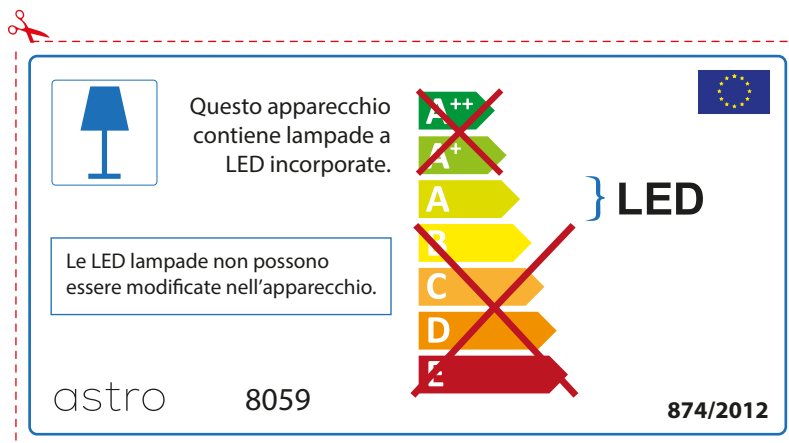 Questo apparecchio
contiene lampade a
LED incorporate.
A++
A+
A
B
C
D
E
LED
Le LED lampade non possono
essere modificate nell'apparecchio.
astro
8059
874/2012